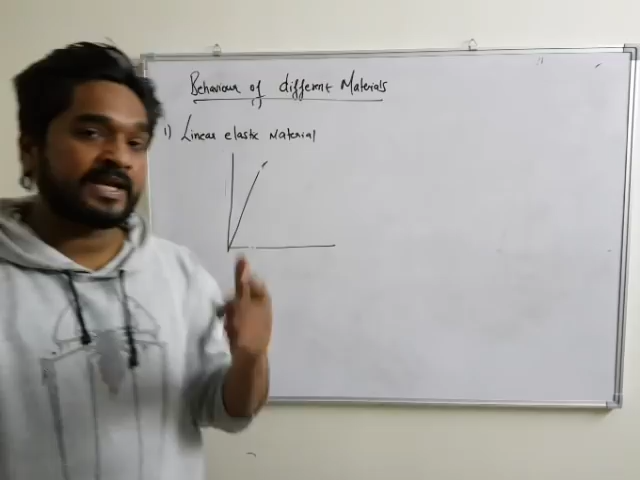 Behaviour of different Materials
1) Linear elastic Material